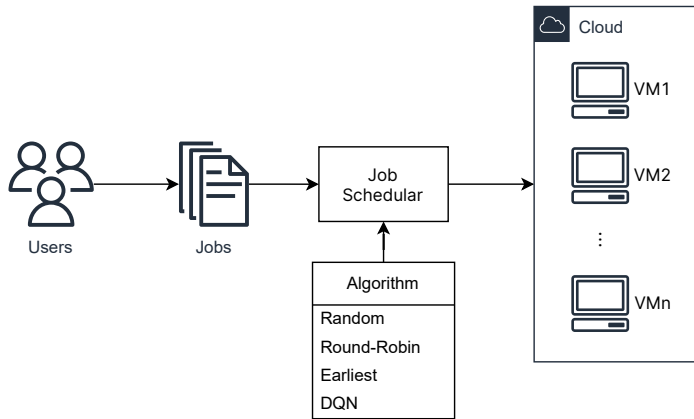 Cloud
VM1
VM2
⋮
VMn
Users
Jobs
Job
Schedular
Algorithm
Random
Round-Robin
Earliest
DQN